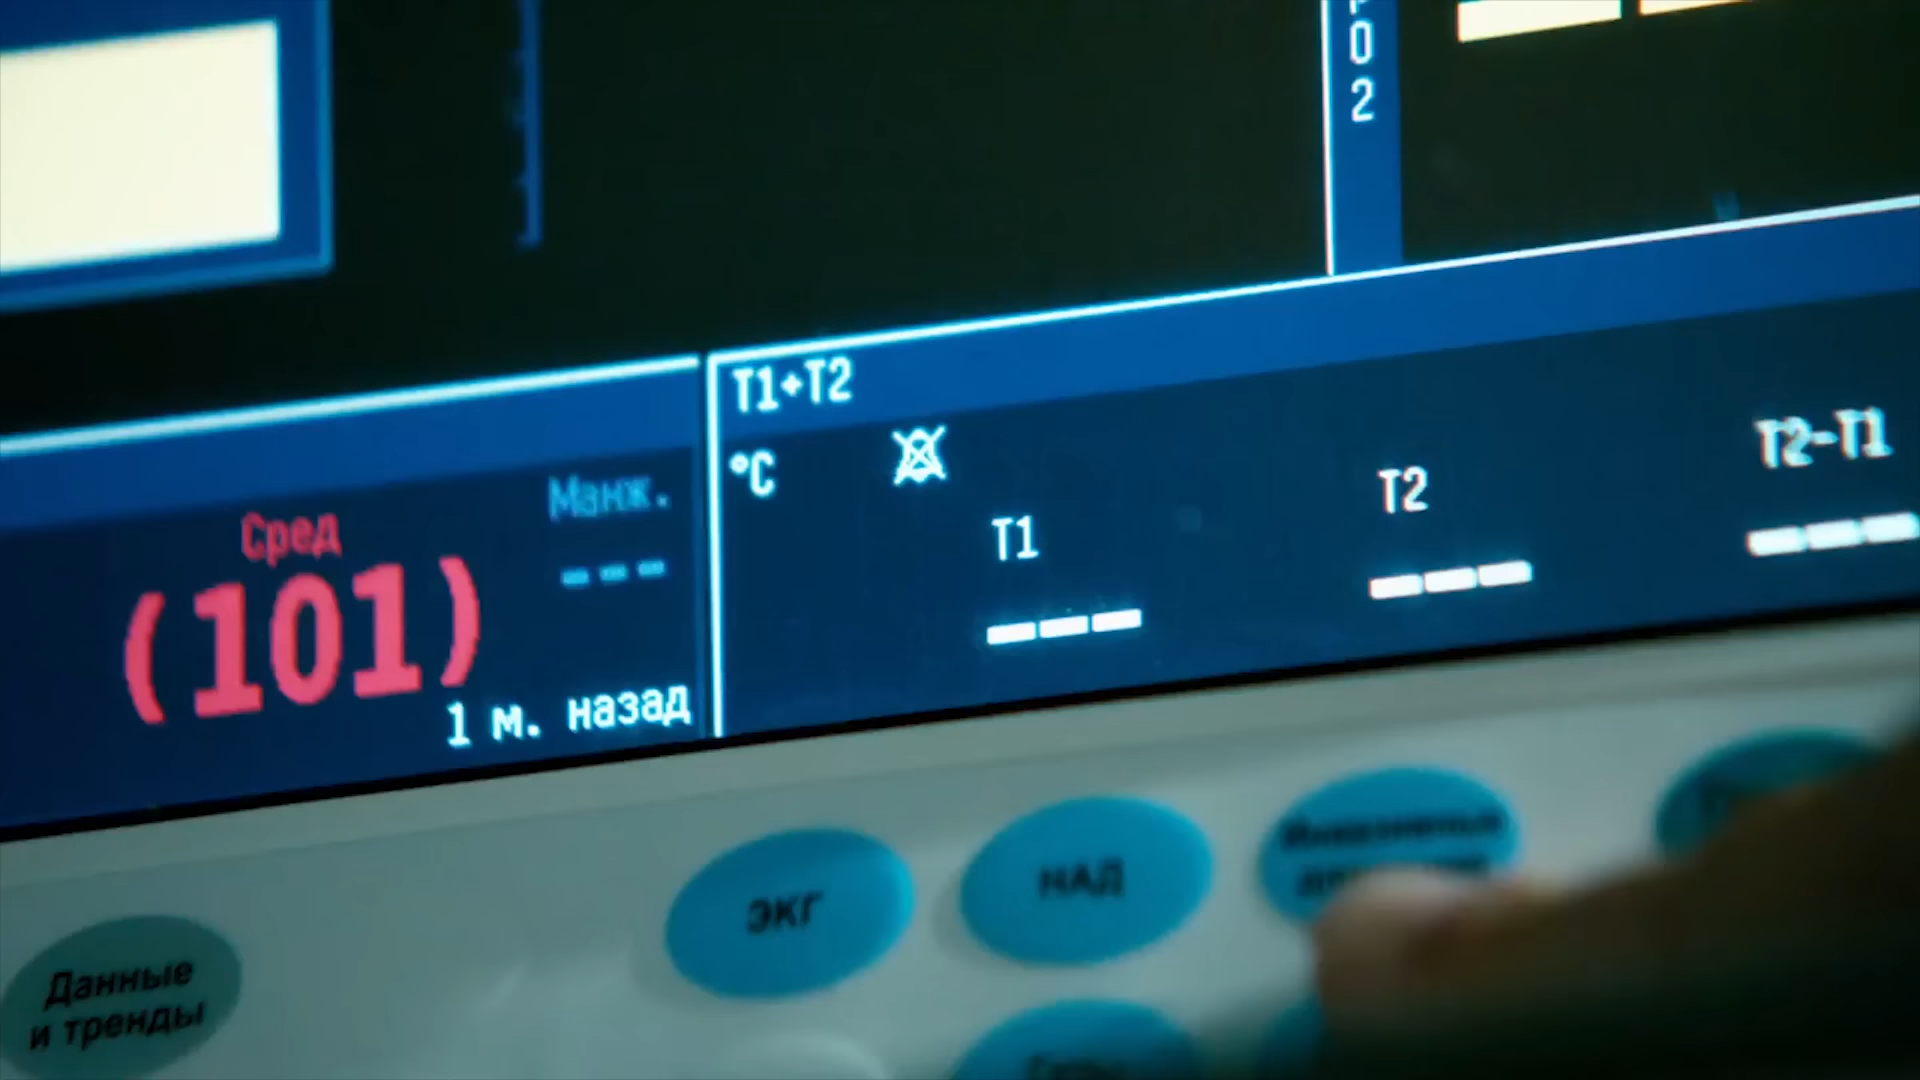 O
2
T1+T2
°C
T1
---
T2
---
T2-T1
---
Сред
(101)
Манж.
---
1 м. назад
ЭКГ
НАД
Данные
и тренды